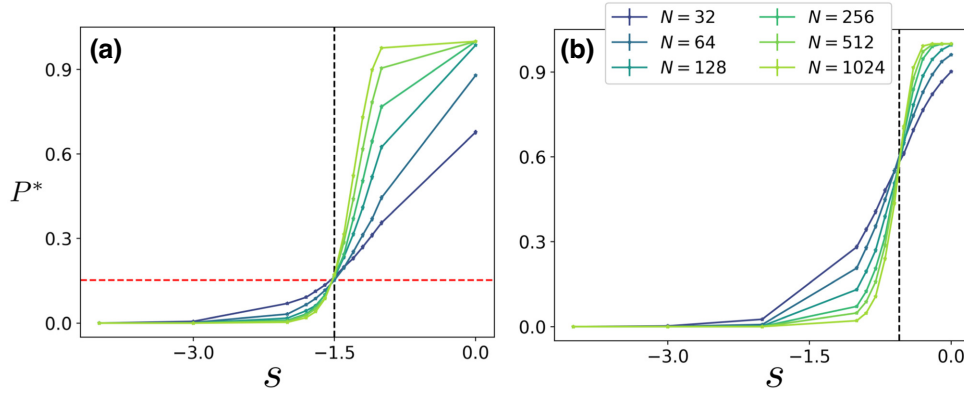 (a)
0.9
0.6
P*
0.3
0.0
−3.0 −1.5 0.0
s
(b)
N = 32 N = 256
N = 64 N = 512
N = 128 N = 1024
0.9
0.6
0.3
0.0
−3.0 −1.5 0.0
s